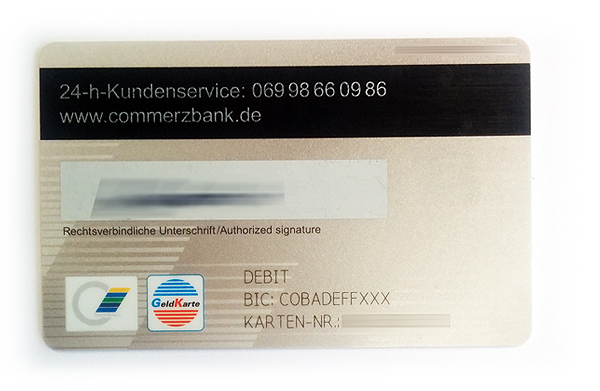 24-h-Kundenservice: 069 98 66 09 86
www.commerzbank.de
Rechtsverbindliche Unterschrift/Authorized signature
GeldKarte
DEBIT
BIC: COBADEFFXXX
KARTEN-NR.: